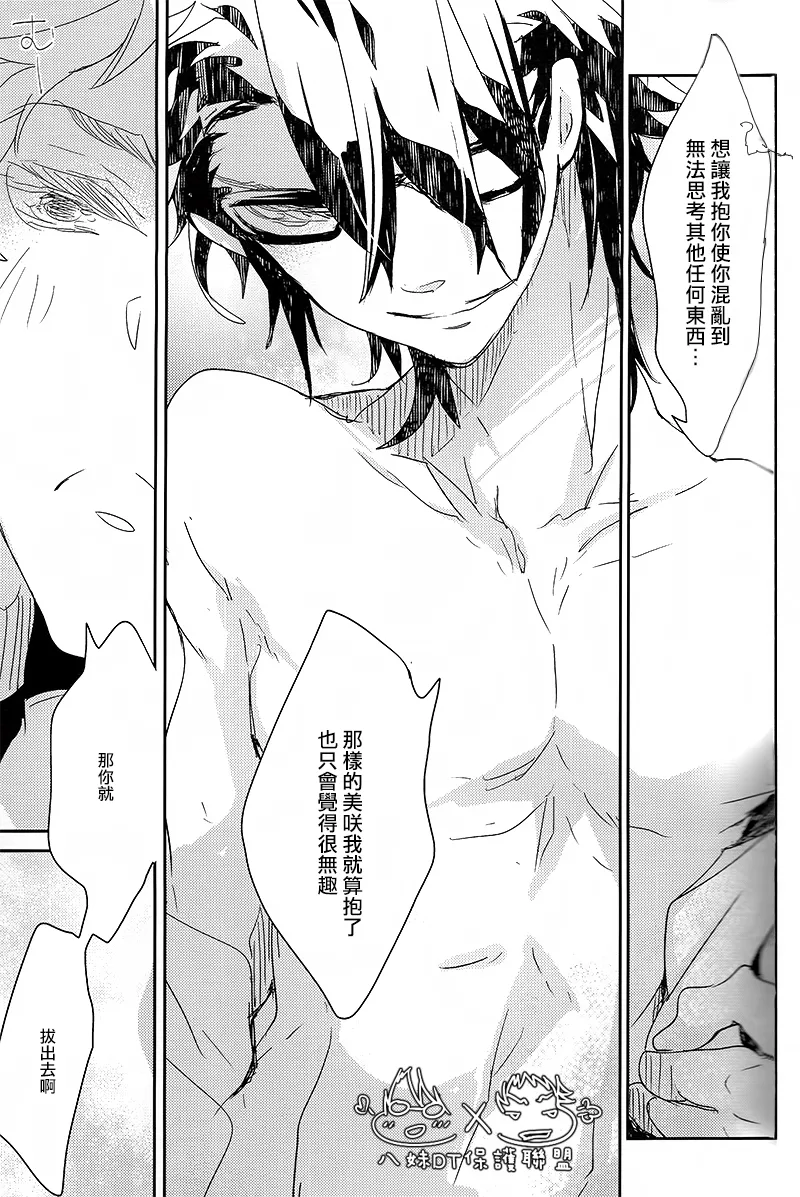 想讓我抱你使你混亂到
無法思考其他任何東西…
那樣的美咲我就算抱了
也只會覺得很無趣
むー
那你就
拔出去啊
八妹DT保護聯盟